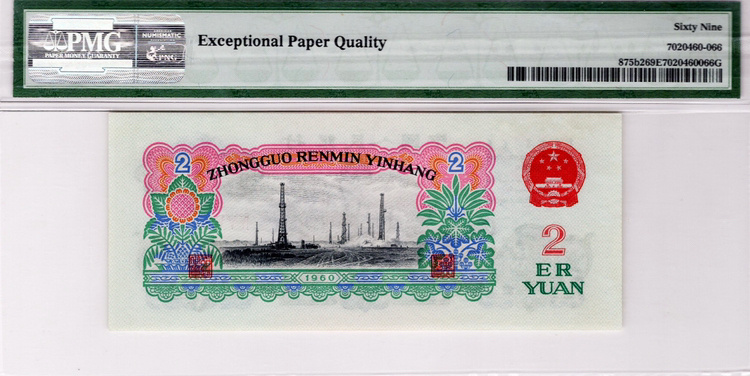 PMG
PAPER MONEY GUARANTY
NUMISMATIC
PNG
Exceptional Paper Quality
Sixty Nine
7020460-066
875b269E7020460066G
2
2
ZHONGGUO RENMIN YINHANG
1960
2
ER
YUAN